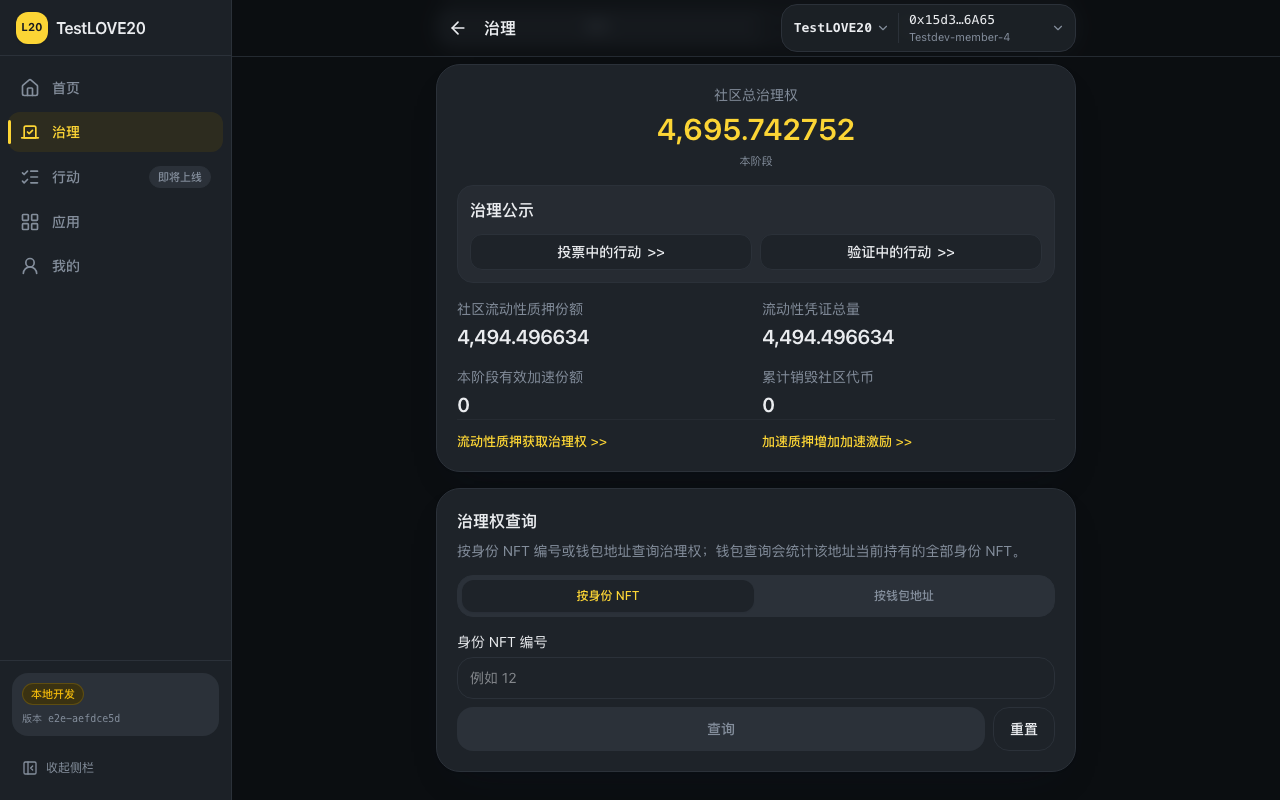 L20 TestLOVE20
首页
治理
行动 即将上线
应用
我的
本地开发
版本 e2e-aefdce5d
收起侧栏
治理
TestLOVE20
0x15d3…6A65
Testdev-member-4
社区总治理权
4,695.742752
本阶段
治理公示
投票中的行动 >>
验证中的行动 >>
社区流动性质押份额
4,494.496634
流动性凭证总量
4,494.496634
本阶段有效加速份额
0
累计销毁社区代币
0
流动性质押获取治理权 >>
加速质押增加加速激励 >>
治理权查询
按身份 NFT 编号或钱包地址查询治理权；钱包查询会统计该地址当前持有的全部身份 NFT。
按身份 NFT
按钱包地址
身份 NFT 编号
例如 12
查询
重置